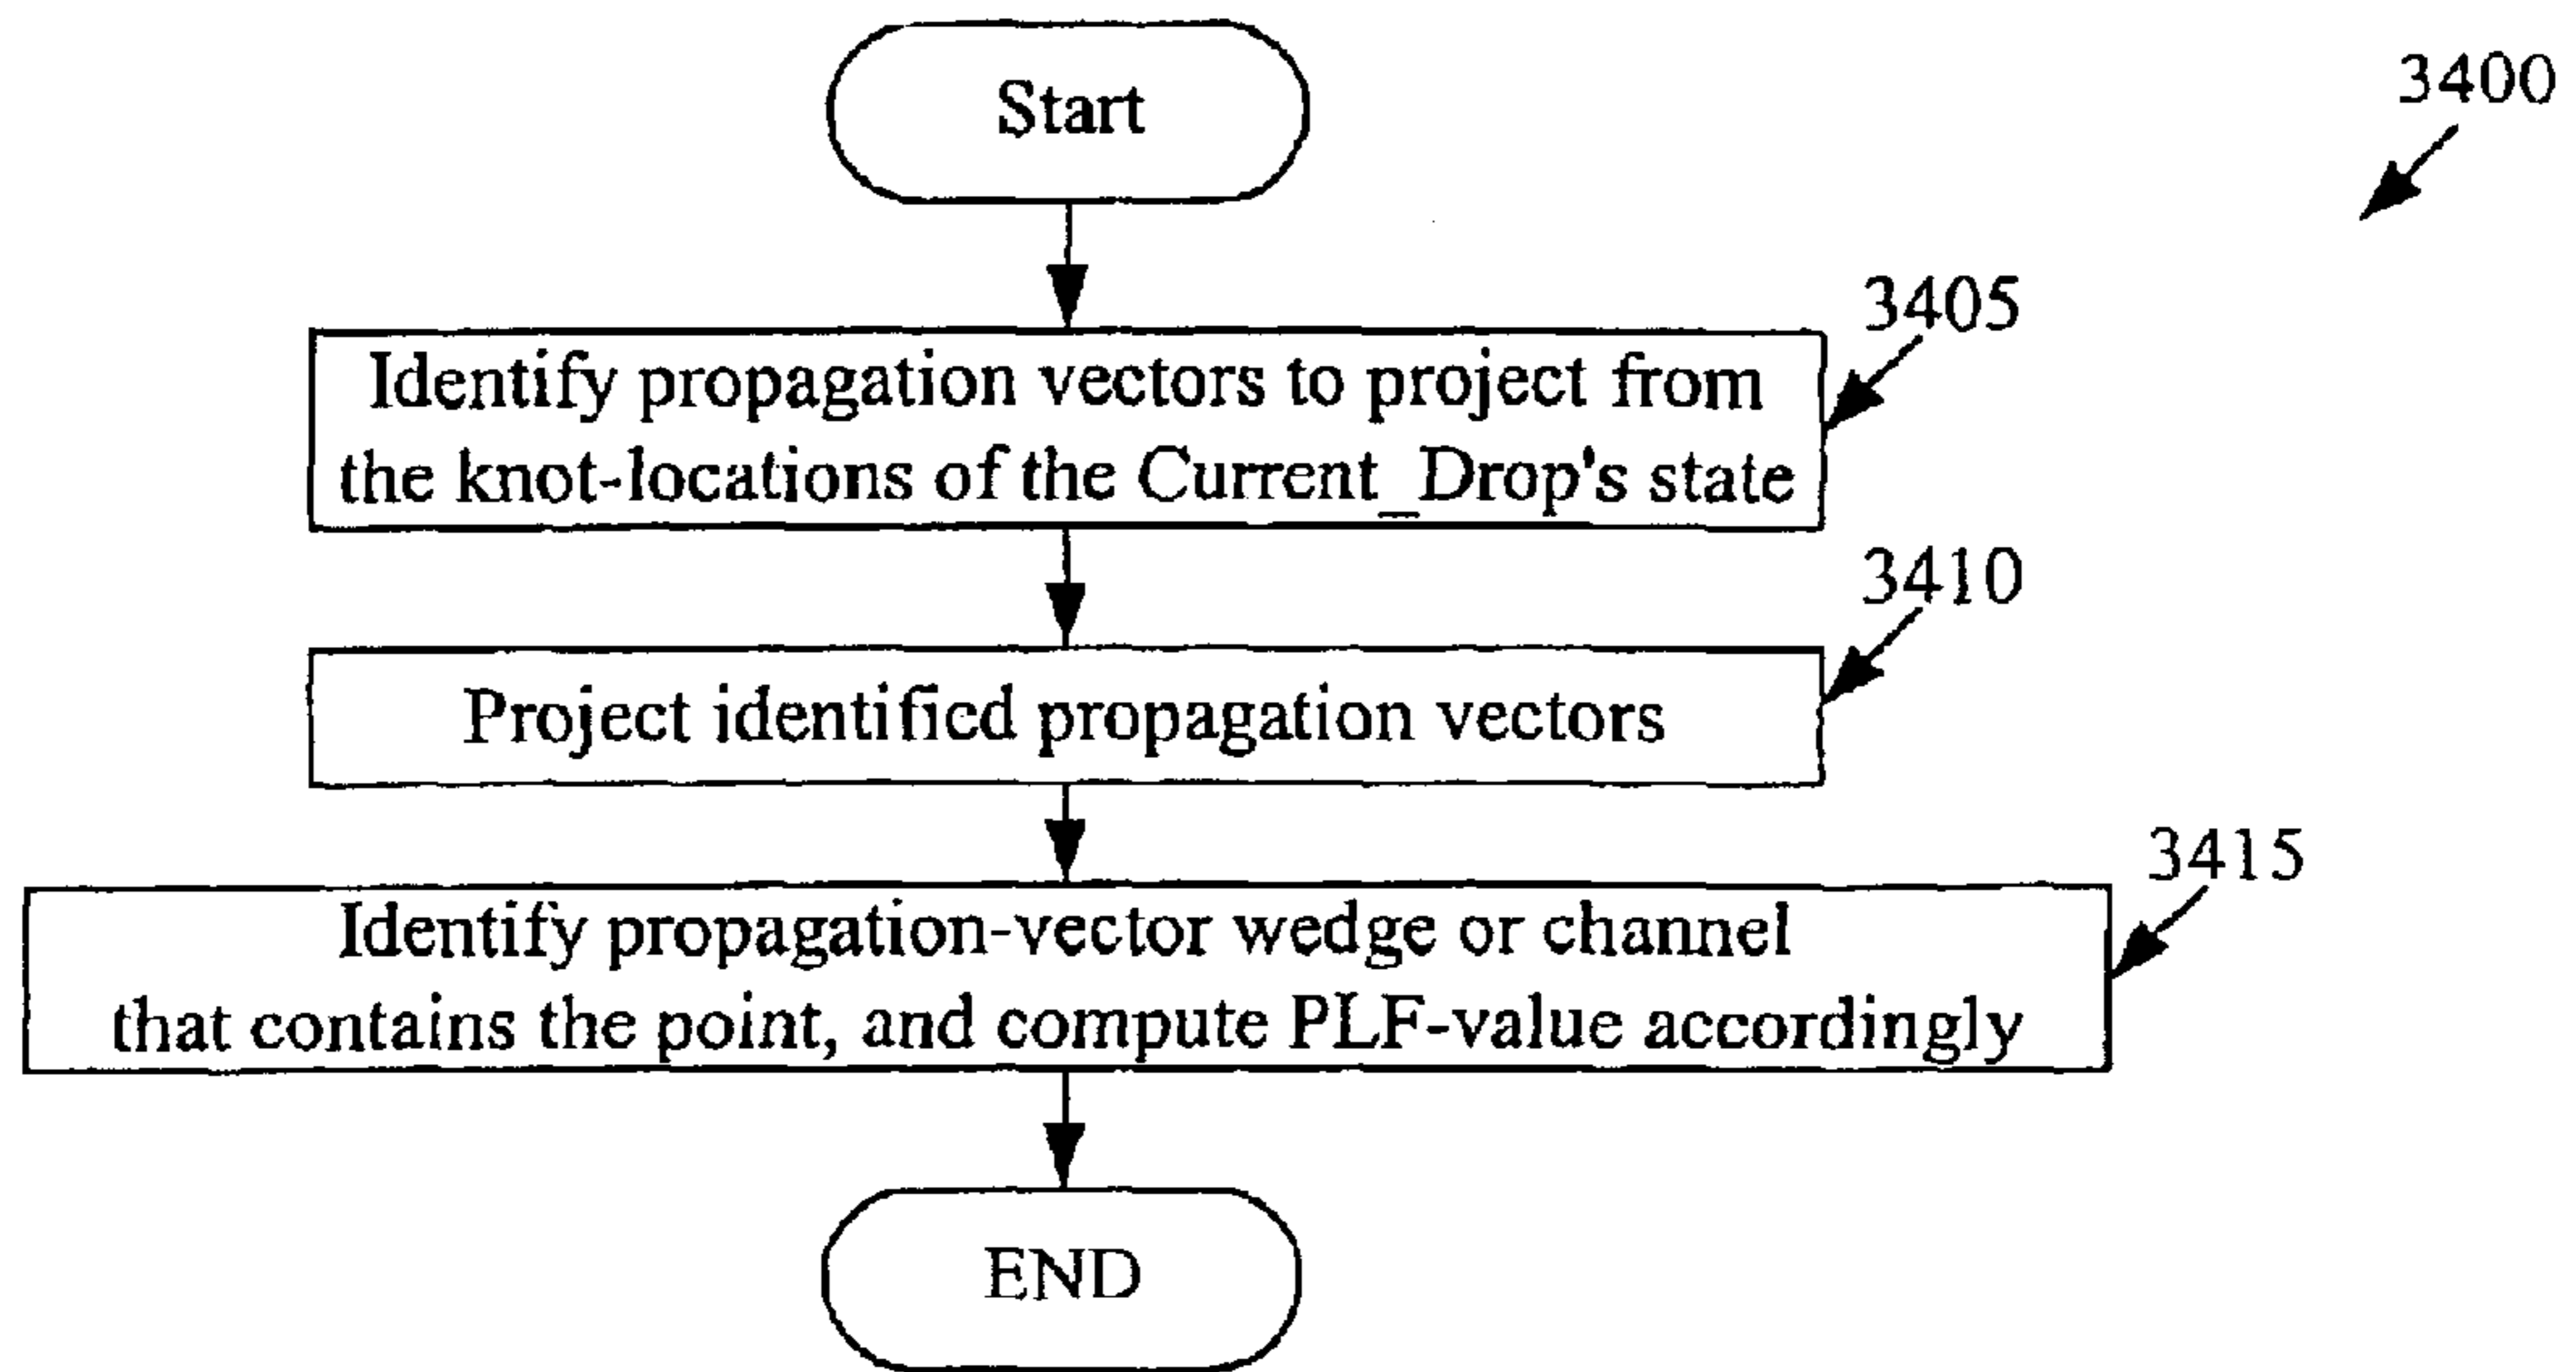 Start
3400
3405
Identify propagation vectors to project from
the knot-locations of the Current_Drop's state
3410
Project identified propagation vectors
3415
Identify propagation-vector wedge or channel
that contains the point, and compute PLF-value accordingly
END